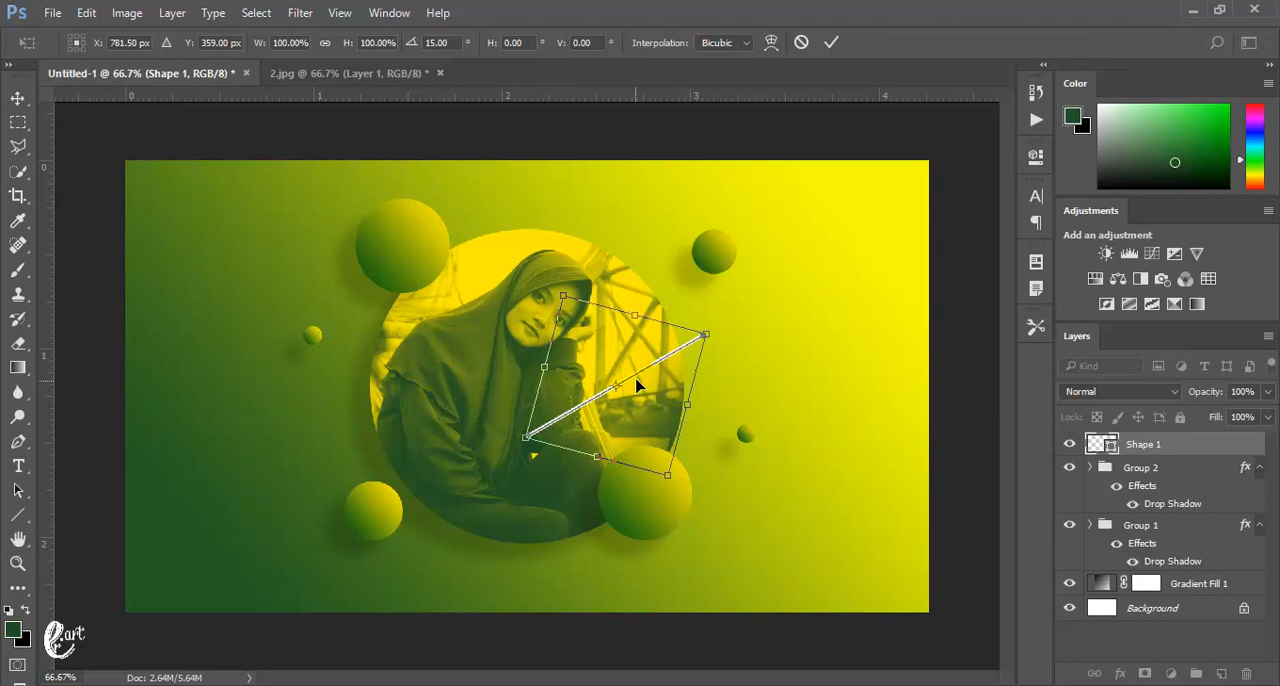 Ps File Edit Image Layer Type Select Filter View Window Help
X: 781.50 px Y: 359.00 px W: 100.00% H: 100.00% 15.00 ° H: 0.00 ° V: 0.00 ° Interpolation: Bicubic
Untitled-1 @ 66.7% (Shape 1, RGB/8) * × 2.jpg @ 66.7% (Layer 1, RGB/8) * ×
0 1 2 3 4
0
1
2
Color
Adjustments
Add an adjustment
Layers
Kind
Normal Opacity: 100%
Lock: Fill: 100%
Shape 1
Group 2 fx
Effects
Drop Shadow
Group 1 fx
Effects
Drop Shadow
Gradient Fill 1
Background
66.67% Doc: 2.64M/5.64M